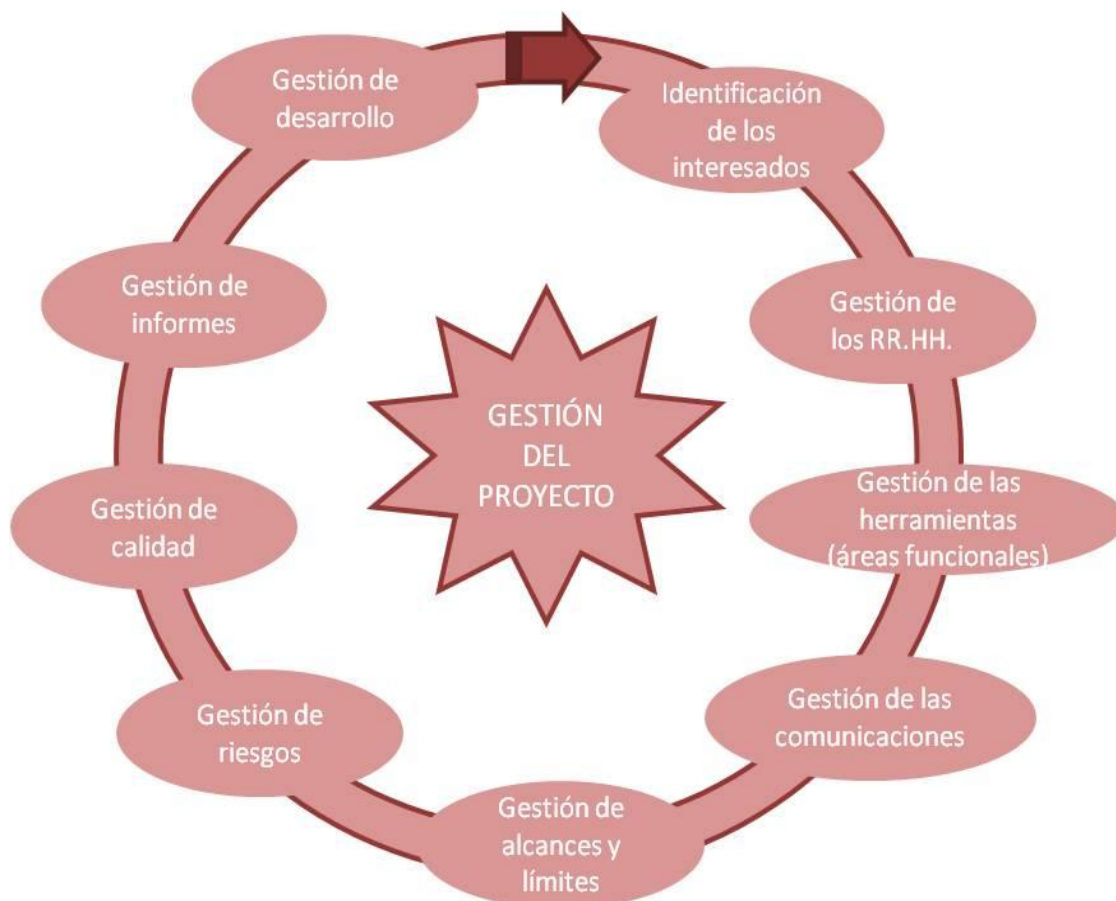 Gestión de
desarrollo
Identificación
de los
interesados
Gestión de
los RR.HH.
Gestión de las
herramientas
(áreas funcionales)
Gestión de las
comunicaciones
Gestión de
alcances y
límites
Gestión de
riesgos
Gestión de
calidad
Gestión de
informes
GESTIÓN
DEL
PROYECTO